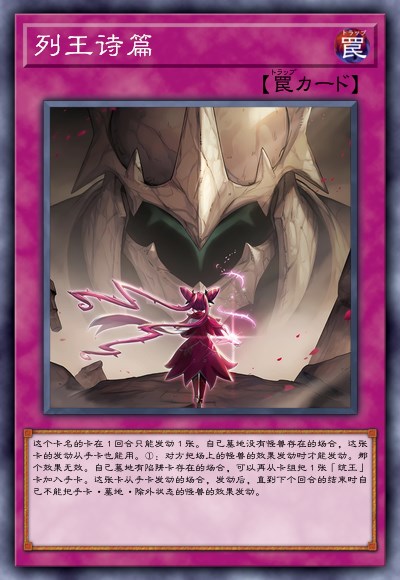 列王诗篇
トラップ
罠
トラップ
【罠カード】
这个卡名的卡在１回合只能发动１张。自己墓地没有怪兽存在的场合，这张
卡的发动从手卡也能用。①：对方把场上的怪兽的效果发动时才能发动。那
个效果无效。自己墓地有陷阱卡存在的场合，可以再从卡组把１张「统王」
卡加入手卡。这张卡从手卡发动的场合，发动后，直到下个回合的结束时自
己不能把手卡·墓地·除外状态的怪兽的效果发动。